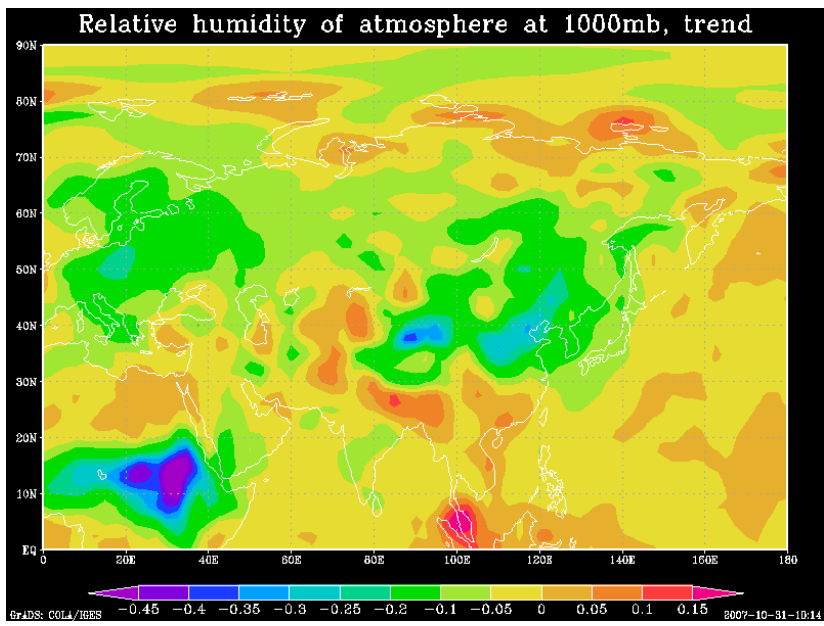 Relative humidity of atmosphere at 1000mb, trend
90N
80N
70N
60N
50N
40N
30N
20N
10N
EQ
0 20E 40E 60E 80E 100E 120E 140E 160E 180
-0.45 -0.4 -0.35 -0.3 -0.25 -0.2 -0.1 -0.05 0 0.05 0.1 0.15
GrADS: COLA/IGES 2007-10-31-10:14